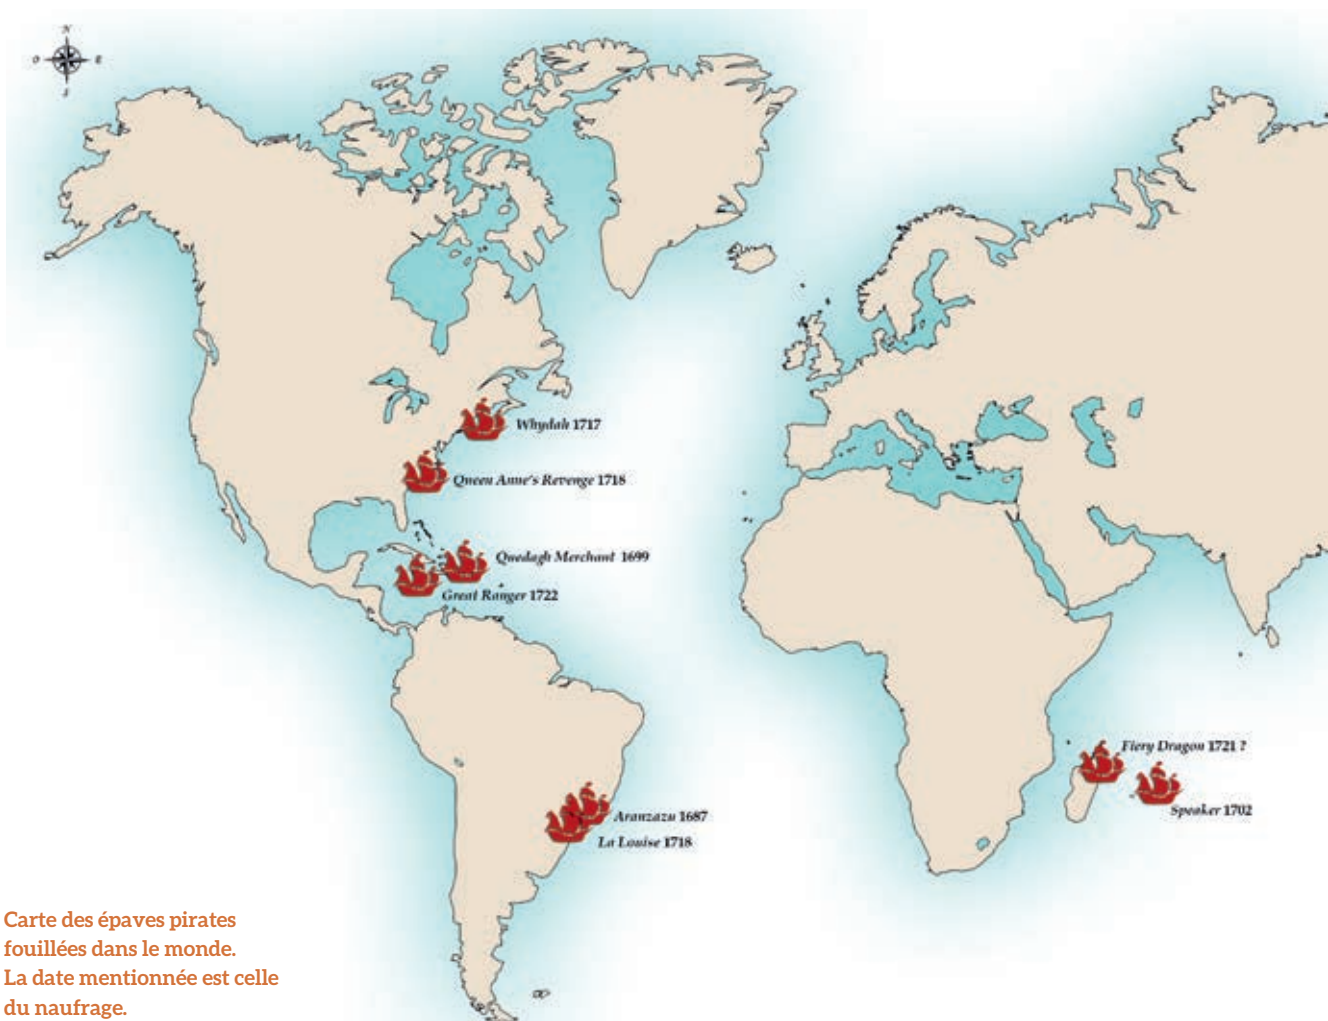 N
O E
S
Whydah 1717
Queen Anne's Revenge 1718
Quedagh Merchant 1699
Great Ranger 1722
Fiery Dragon 1721 ?
Speaker 1702
Aranzazu 1687
La Louise 1718
Carte des épaves pirates
fouillées dans le monde.
La date mentionnée est celle
du naufrage.